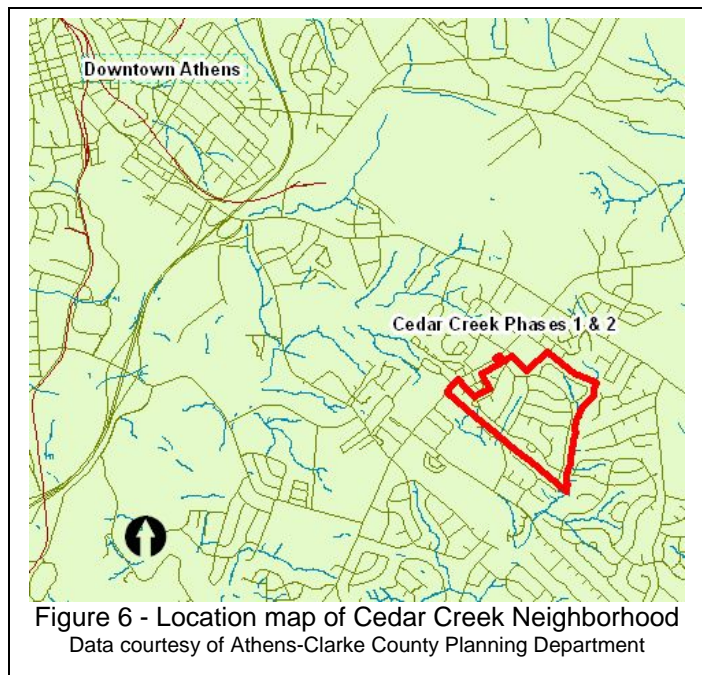 Downtown Athens
Cedar Creek Phases 1 & 2
Figure 6 - Location map of Cedar Creek Neighborhood
Data courtesy of Athens-Clarke County Planning Department